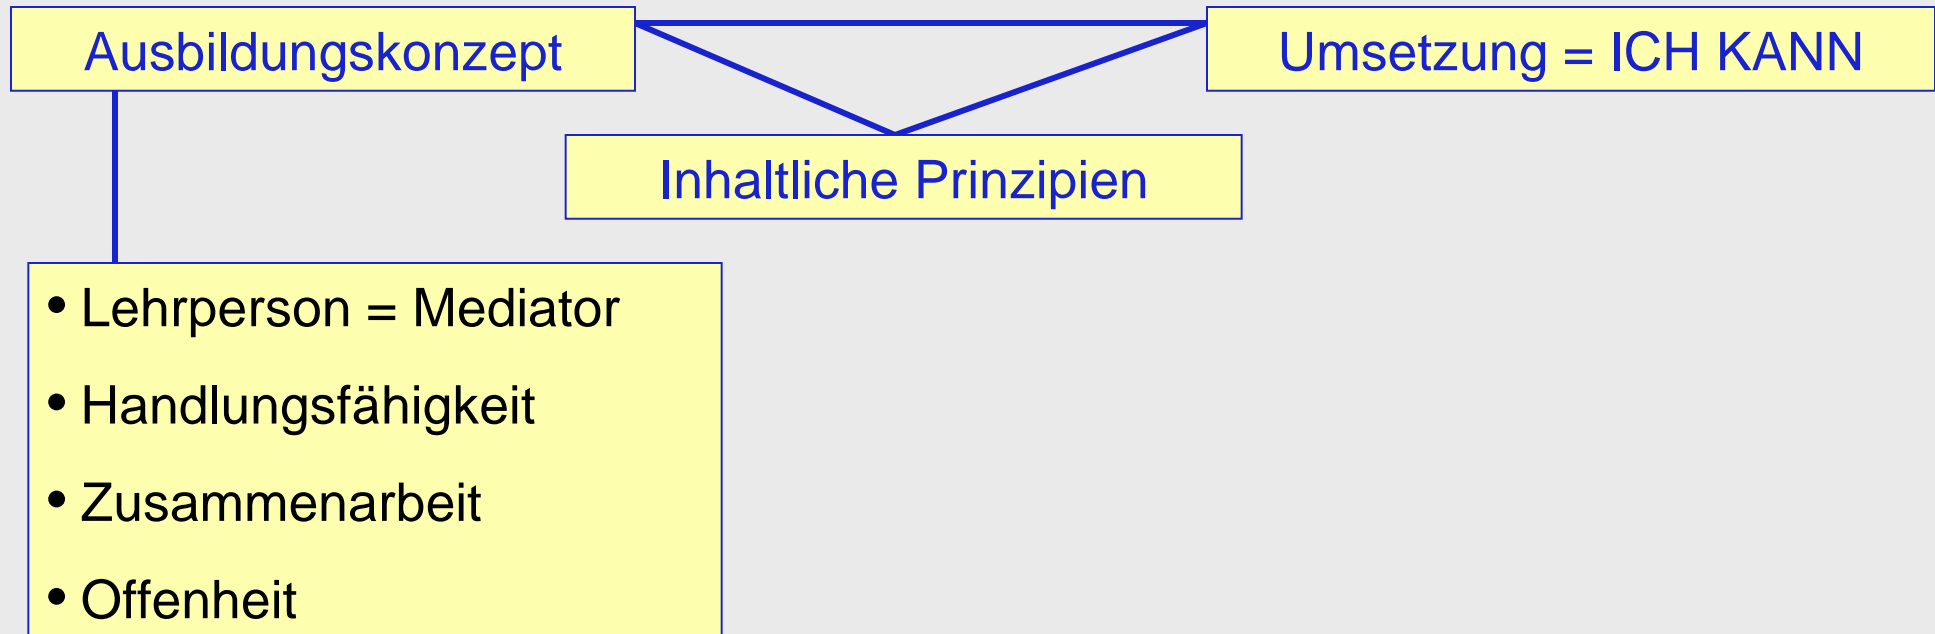 Ausbildungskonzept
Umsetzung = ICH KANN
Inhaltliche Prinzipien
• Lehrperson = Mediator
• Handlungsfähigkeit
• Zusammenarbeit
• Offenheit